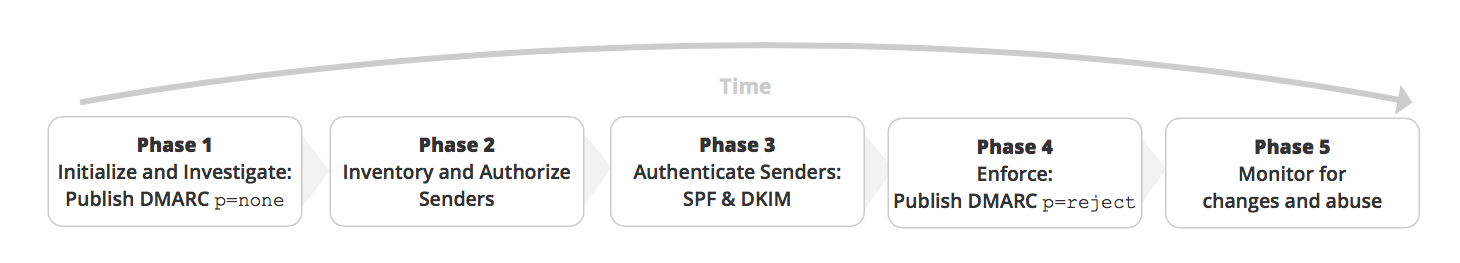 Time
Phase 1
Initialize and Investigate:
Publish DMARC p=none
Phase 2
Inventory and Authorize
Senders
Phase 3
Authenticate Senders:
SPF & DKIM
Phase 4
Enforce:
Publish DMARC p=reject
Phase 5
Monitor for
changes and abuse